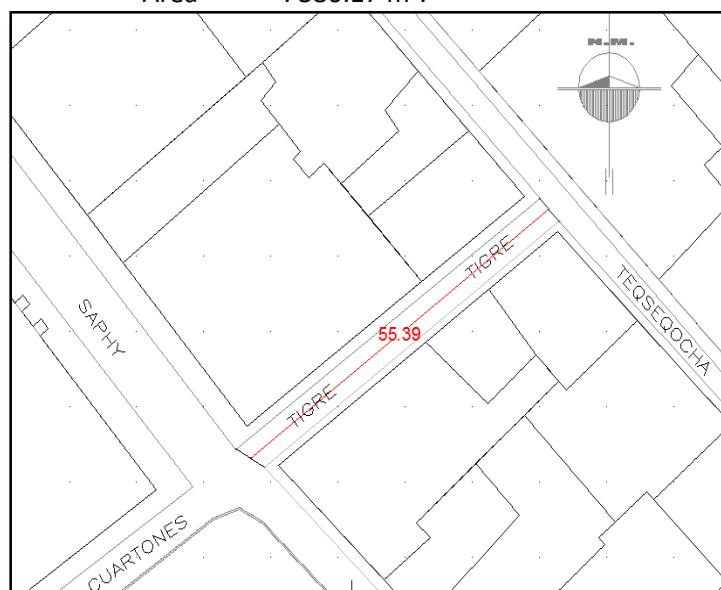 N.M.
TIGRE
TEQSEQOCHA
SAPHY
55.39
TIGRE
CUARTONES